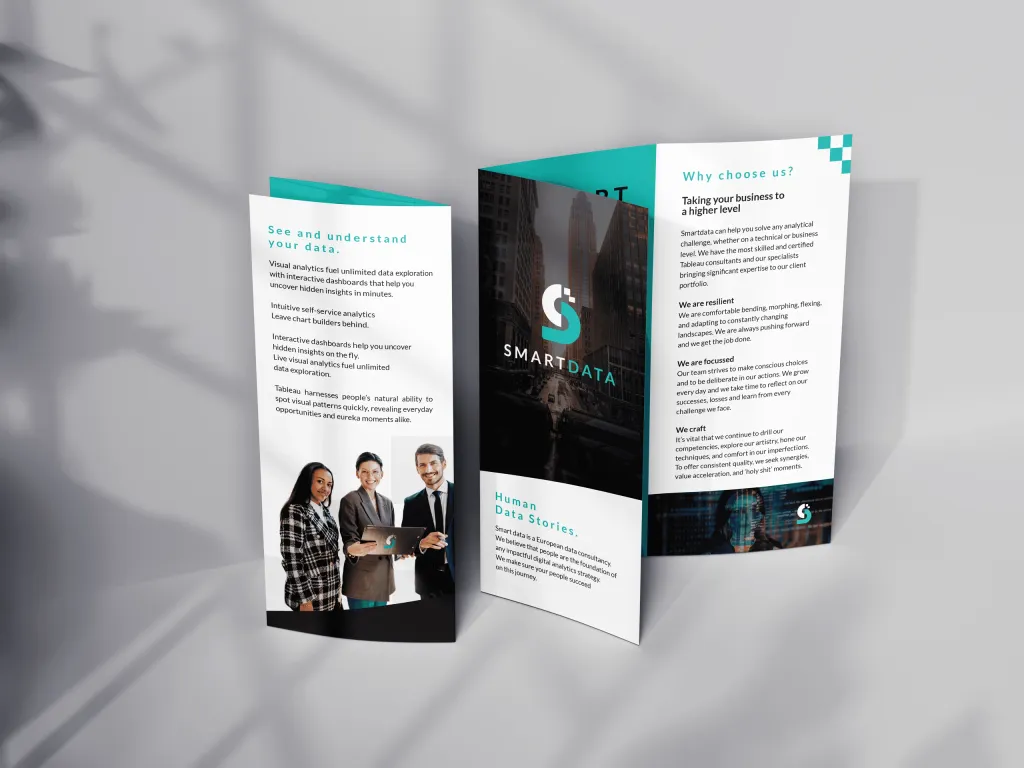 See and understand
your data.
Visual analytics fuel unlimited data exploration
with interactive dashboards that help you
uncover hidden insights in minutes.
Intuitive self-service analytics
Leave chart builders behind.
Interactive dashboards help you uncover
hidden insights on the fly.
Live visual analytics fuel unlimited
data exploration.
Tableau harnesses people's natural ability to
spot visual patterns quickly, revealing everyday
opportunities and eureka moments alike.
SMARTDATA
Human
Data Stories.
Smart data is a European data consultancy.
We believe that people are the foundation of
any impactful digital analytics strategy.
We make sure your people succeed
on this journey.
Why choose us?
Taking your business to
a higher level
Smartdata can help you solve any analytical
challenge, whether on a technical or business
level. We have the most skilled and certified
Tableau consultants and our specialists
bringing significant expertise to our client
portfolio.
We are resilient
We are comfortable bending, morphing, flexing,
and adapting to constantly changing
landscapes. We are always pushing forward
and we get the job done.
We are focussed
Our team strives to make conscious choices
and to be deliberate in our actions. We grow
every day and we take time to reflect on our
successes, losses and learn from every
challenge we face.
We craft
It's vital that we continue to drill our
competencies, explore our artistry, hone our
techniques, and comfort in our imperfections.
To offer consistent quality, we seek synergies,
value acceleration, and 'holy shit' moments.